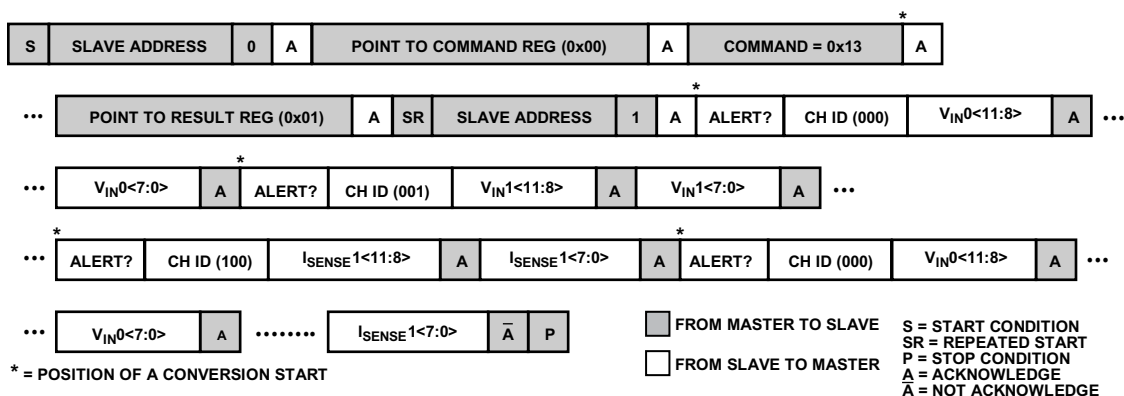 *
S SLAVE ADDRESS 0 A POINT TO COMMAND REG (0x00) A COMMAND = 0x13 A
*
••• POINT TO RESULT REG (0x01) A SR SLAVE ADDRESS 1 A ALERT? CH ID (000) VIN0<11:8> A •••
*
••• VIN0<7:0> A ALERT? CH ID (001) VIN1<11:8> A VIN1<7:0> A •••
* *
••• ALERT? CH ID (100) ISENSE1<11:8> A ISENSE1<7:0> A ALERT? CH ID (000) VIN0<11:8> A •••
••• VIN0<7:0> A •••••••• ISENSE1<7:0> A̅ P
* = POSITION OF A CONVERSION START
FROM MASTER TO SLAVE
FROM SLAVE TO MASTER
S = START CONDITION
SR = REPEATED START
P = STOP CONDITION
A = ACKNOWLEDGE
A̅ = NOT ACKNOWLEDGE